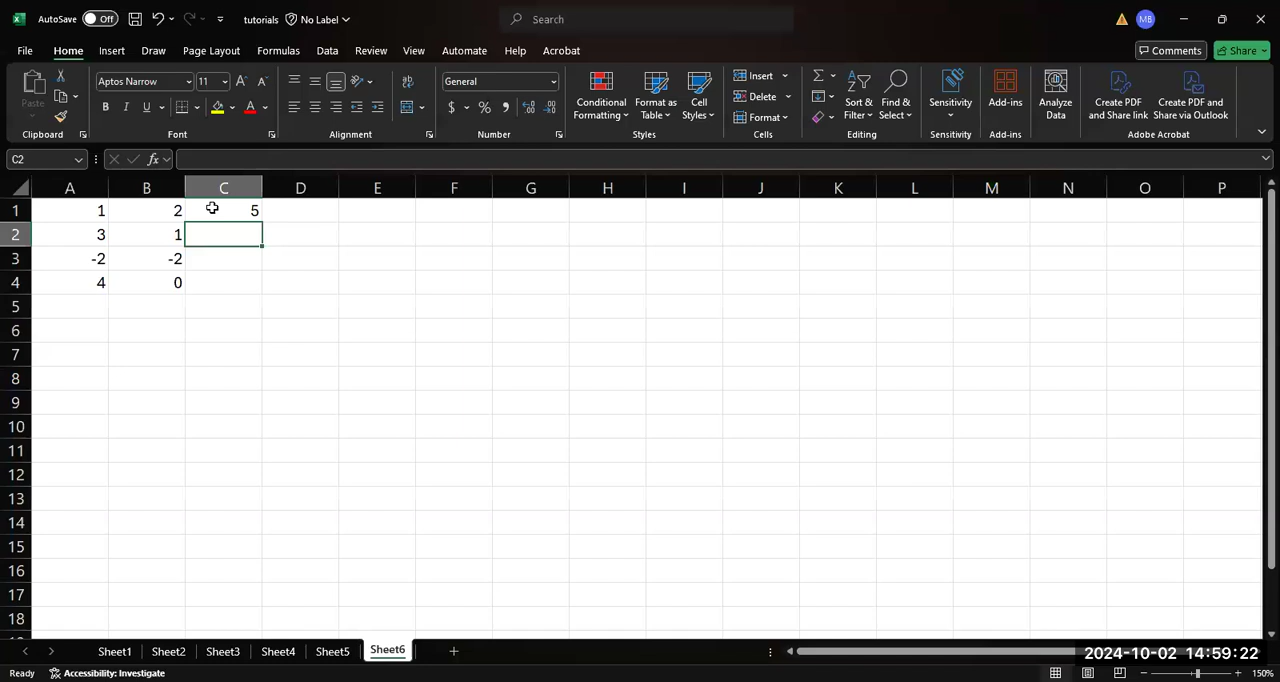 AutoSave Off tutorials No Label Search MB
File Home Insert Draw Page Layout Formulas Data Review View Automate Help Acrobat Comments Share
Paste Aptos Narrow 11 A A ab General Insert Σ
B I U A $ % , Delete
Conditional Formatting Format as Table Cell Styles Format Sort & Filter Find & Select Sensitivity Add-ins Analyze Data Create PDF and Share link Create PDF and Share via Outlook
Clipboard Font Alignment Number Styles Cells Editing Sensitivity Add-ins Adobe Acrobat
C2 fx
A B C D E F G H I J K L M N O P
1 1 2 5
2 3 1
3 -2 -2
4 4 0
5
6
7
8
9
10
11
12
13
14
15
16
17
18
Sheet1 Sheet2 Sheet3 Sheet4 Sheet5 Sheet6 + 2024-10-02 14:59:22
Ready Accessibility: Investigate 150%